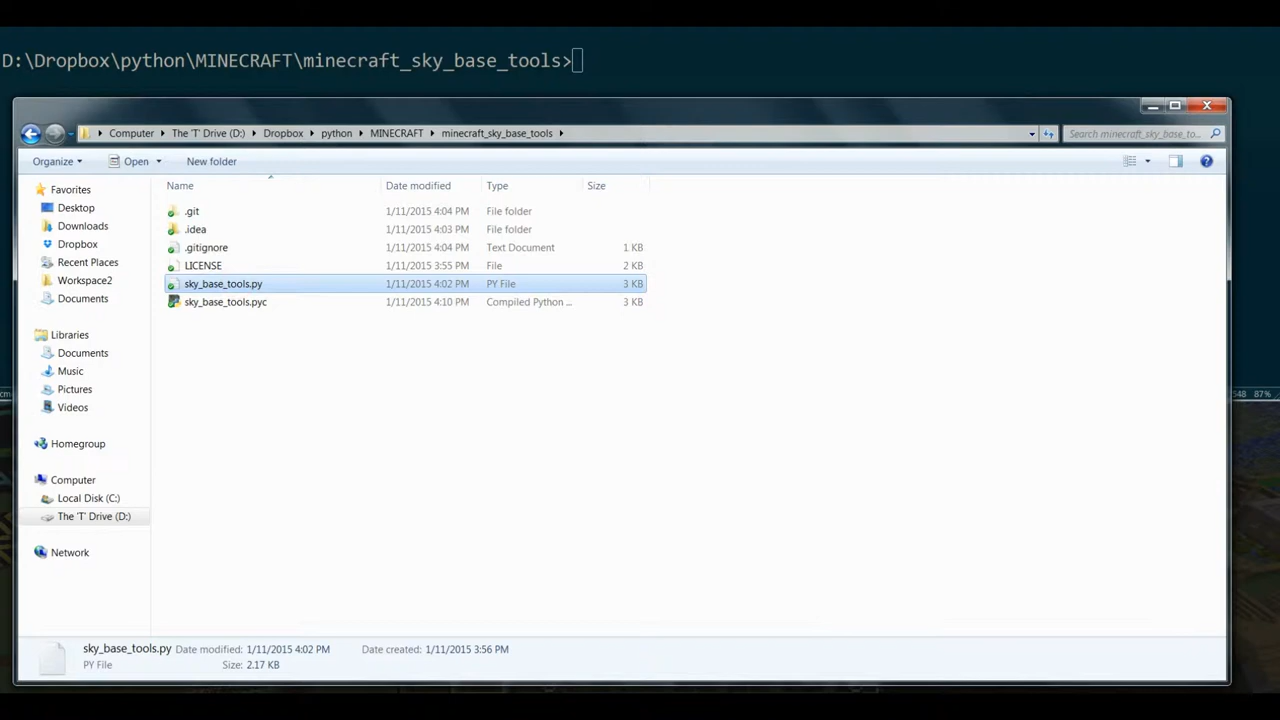 D:\Dropbox\python\MINECRAFT\minecraft_sky_base_tools>
Computer The 'T' Drive (D:) Dropbox python MINECRAFT minecraft_sky_base_tools Search minecraft_sky_base_to...
Organize Open New folder
Name Date modified Type Size
Favorites
Desktop
Downloads
Dropbox
Recent Places
Workspace2
Documents
Libraries
Documents
Music
Pictures
Videos
Homegroup
Computer
Local Disk (C:)
The 'T' Drive (D:)
Network
.git 1/11/2015 4:04 PM File folder
.idea 1/11/2015 4:03 PM File folder
.gitignore 1/11/2015 4:04 PM Text Document 1 KB
LICENSE 1/11/2015 3:55 PM File 2 KB
sky_base_tools.py 1/11/2015 4:02 PM PY File 3 KB
sky_base_tools.pyc 1/11/2015 4:10 PM Compiled Python ... 3 KB
cm
548 87%
sky_base_tools.py Date modified: 1/11/2015 4:02 PM Date created: 1/11/2015 3:56 PM
PY File Size: 2.17 KB